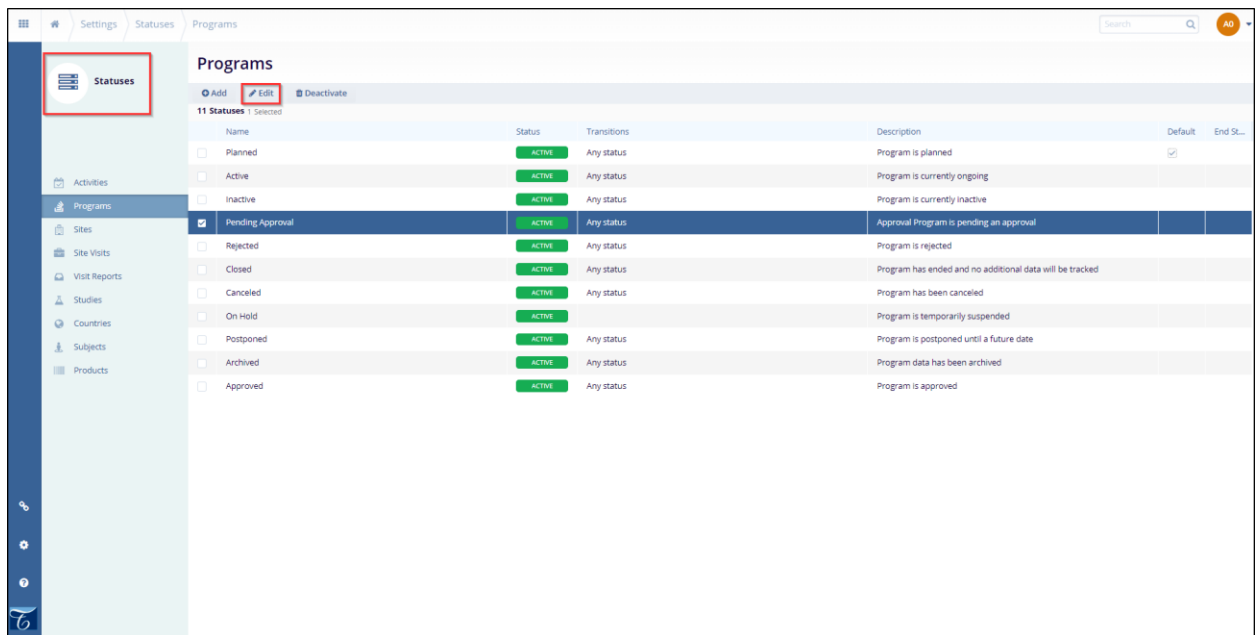 Settings Statuses Programs Search AO
Statuses
Programs
Add Edit Deactivate
11 Statuses 1 Selected
Name Status Transitions Description Default End St...
Planned ACTIVE Any status Program is planned
Active ACTIVE Any status Program is currently ongoing
Inactive ACTIVE Any status Program is currently inactive
Pending Approval ACTIVE Any status Approval Program is pending an approval
Rejected ACTIVE Any status Program is rejected
Closed ACTIVE Any status Program has ended and no additional data will be tracked
Canceled ACTIVE Any status Program has been canceled
On Hold ACTIVE Program is temporarily suspended
Postponed ACTIVE Any status Program is postponed until a future date
Archived ACTIVE Any status Program data has been archived
Approved ACTIVE Any status Program is approved
Activities
Programs
Sites
Site Visits
Visit Reports
Studies
Countries
Subjects
Products